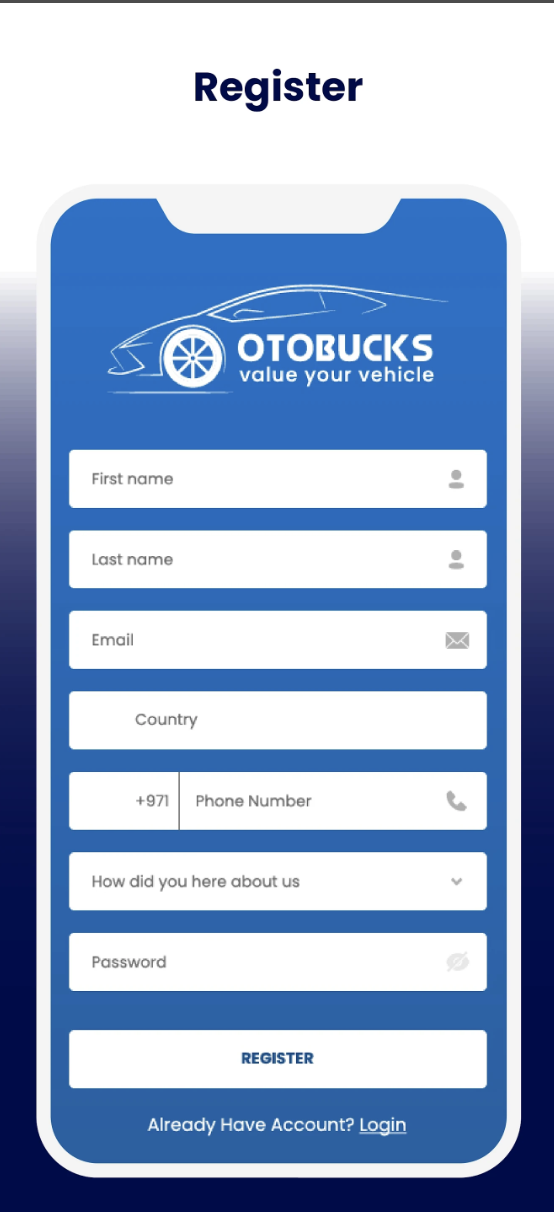 Register
OTOBUCKS
value your vehicle
First name
Last name
Email
Country
+971 Phone Number
How did you here about us
Password
REGISTER
Already Have Account? Login